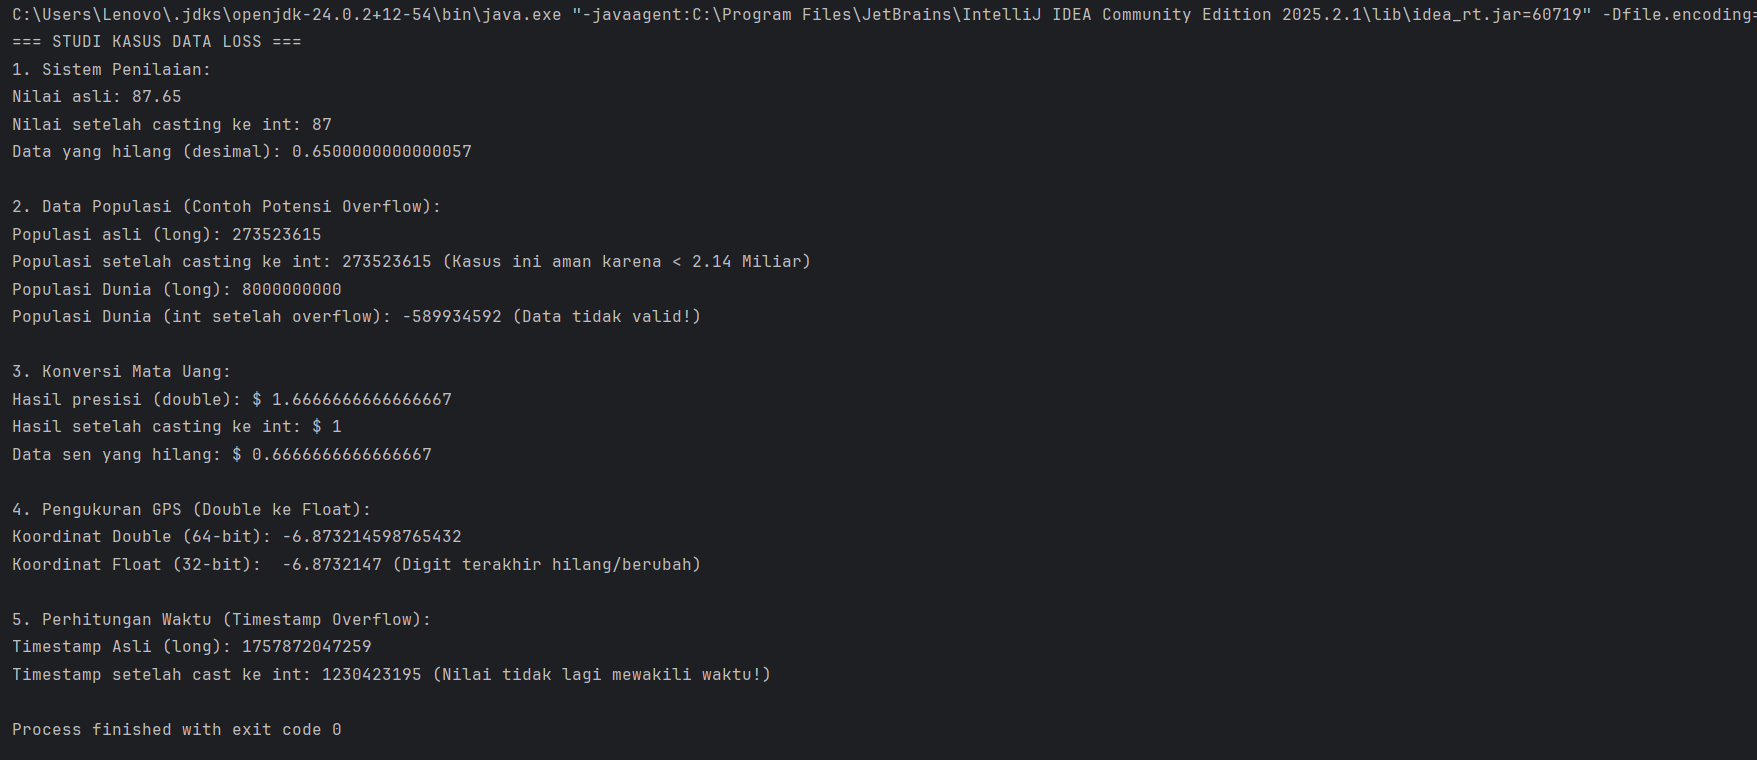 C:\Users\Lenovo\.jdks\openjdk-24.0.2+12-54\bin\java.exe "-javaagent:C:\Program Files\JetBrains\IntelliJ IDEA Community Edition 2025.2.1\lib\idea_rt.jar=60719" -Dfile.encoding=
=== STUDI KASUS DATA LOSS ===
1. Sistem Penilaian:
Nilai asli: 87.65
Nilai setelah casting ke int: 87
Data yang hilang (desimal): 0.6500000000000057
2. Data Populasi (Contoh Potensi Overflow):
Populasi asli (long): 273523615
Populasi setelah casting ke int: 273523615 (Kasus ini aman karena < 2.14 Miliar)
Populasi Dunia (long): 8000000000
Populasi Dunia (int setelah overflow): -589934592 (Data tidak valid!)
3. Konversi Mata Uang:
Hasil presisi (double): $ 1.6666666666666667
Hasil setelah casting ke int: $ 1
Data sen yang hilang: $ 0.6666666666666667
4. Pengukuran GPS (Double ke Float):
Koordinat Double (64-bit): -6.873214598765432
Koordinat Float (32-bit):  -6.8732147 (Digit terakhir hilang/berubah)
5. Perhitungan Waktu (Timestamp Overflow):
Timestamp Asli (long): 1757872047259
Timestamp setelah cast ke int: 1230423195 (Nilai tidak lagi mewakili waktu!)
Process finished with exit code 0